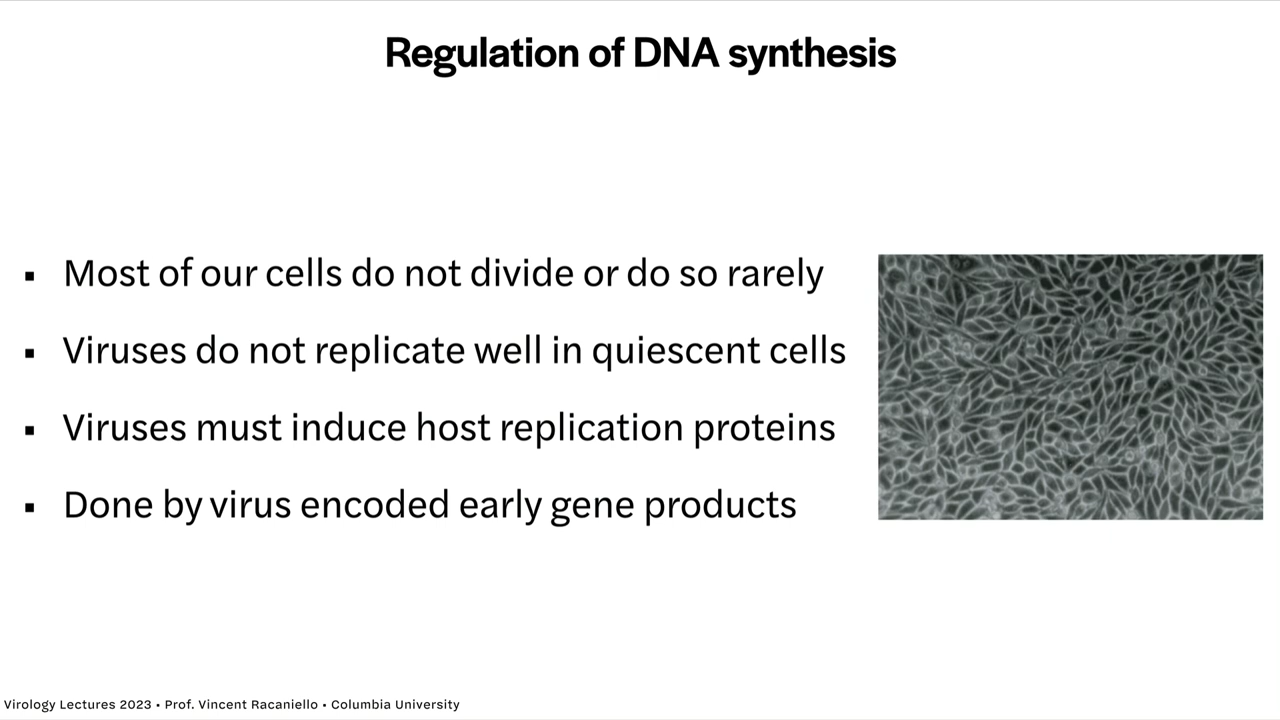 Regulation of DNA synthesis
▪ Most of our cells do not divide or do so rarely
▪ Viruses do not replicate well in quiescent cells
▪ Viruses must induce host replication proteins
▪ Done by virus encoded early gene products
Virology Lectures 2023 • Prof. Vincent Racaniello • Columbia University